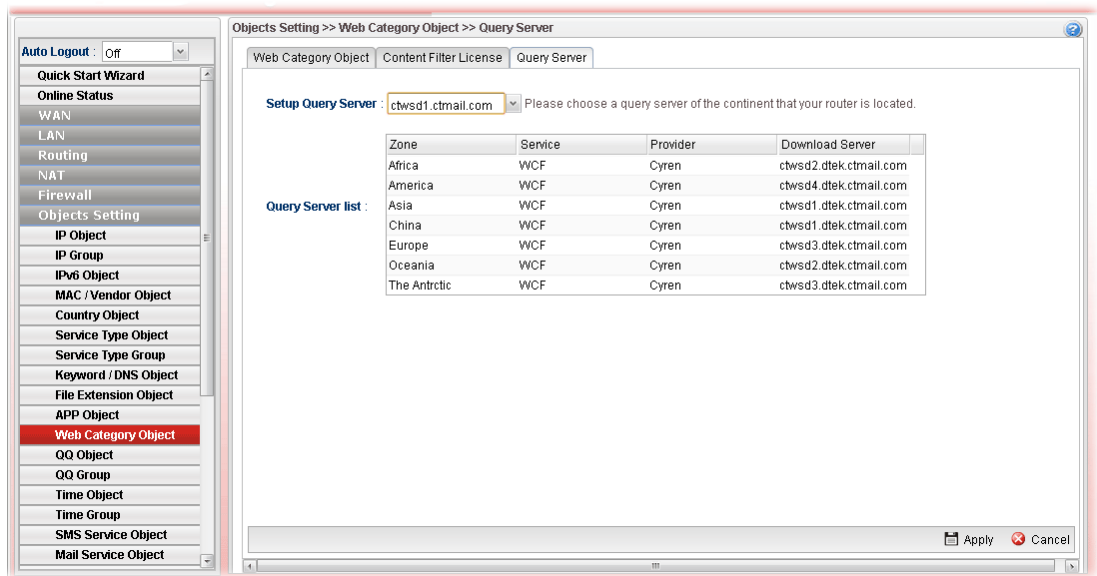 Objects Setting >> Web Category Object >> Query Server
Auto Logout : Off
Quick Start Wizard
Online Status
WAN
LAN
Routing
NAT
Firewall
Objects Setting
IP Object
IP Group
IPv6 Object
MAC / Vendor Object
Country Object
Service Type Object
Service Type Group
Keyword / DNS Object
File Extension Object
APP Object
Web Category Object
QQ Object
QQ Group
Time Object
Time Group
SMS Service Object
Mail Service Object
Web Category Object Content Filter License Query Server
Setup Query Server : ctwsd1.ctmail.com Please choose a query server of the continent that your router is located.
Query Server list :
Zone Service Provider Download Server
Africa WCF Cyren ctwsd2.dtek.ctmail.com
America WCF Cyren ctwsd4.dtek.ctmail.com
Asia WCF Cyren ctwsd1.dtek.ctmail.com
China WCF Cyren ctwsd1.dtek.ctmail.com
Europe WCF Cyren ctwsd3.dtek.ctmail.com
Oceania WCF Cyren ctwsd2.dtek.ctmail.com
The Antrctic WCF Cyren ctwsd3.dtek.ctmail.com
Apply Cancel